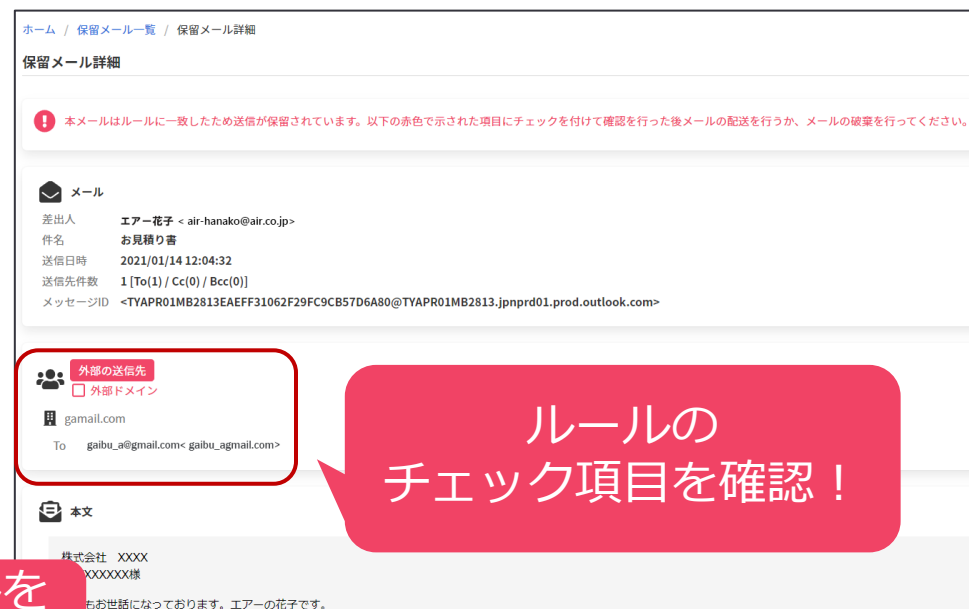 ホーム / 保留メール一覧 / 保留メール詳細
保留メール詳細
本メールはルールに一致したため送信が保留されています。以下の赤色で示された項目にチェックを付けて確認を行った後メールの配送を行うか、メールの破棄を行ってください。
メール
差出人 エアー花子 < air-hanako@air.co.jp>
件名 お見積り書
送信日時 2021/01/14 12:04:32
送信先件数 1 [To(1) / Cc(0) / Bcc(0)]
メッセージID <TYAPR01MB2813EAEFF31062F29FC9CB57D6A80@TYAPR01MB2813.jpnprd01.prod.outlook.com>
外部の送信先
外部ドメイン
gamail.com
To gaibu_a@gmail.com< gaibu_agmail.com>
ルールの
チェック項目を確認！
本文
株式会社 XXXX
XXXXXX様
もお世話になっております。エアーの花子です。
を